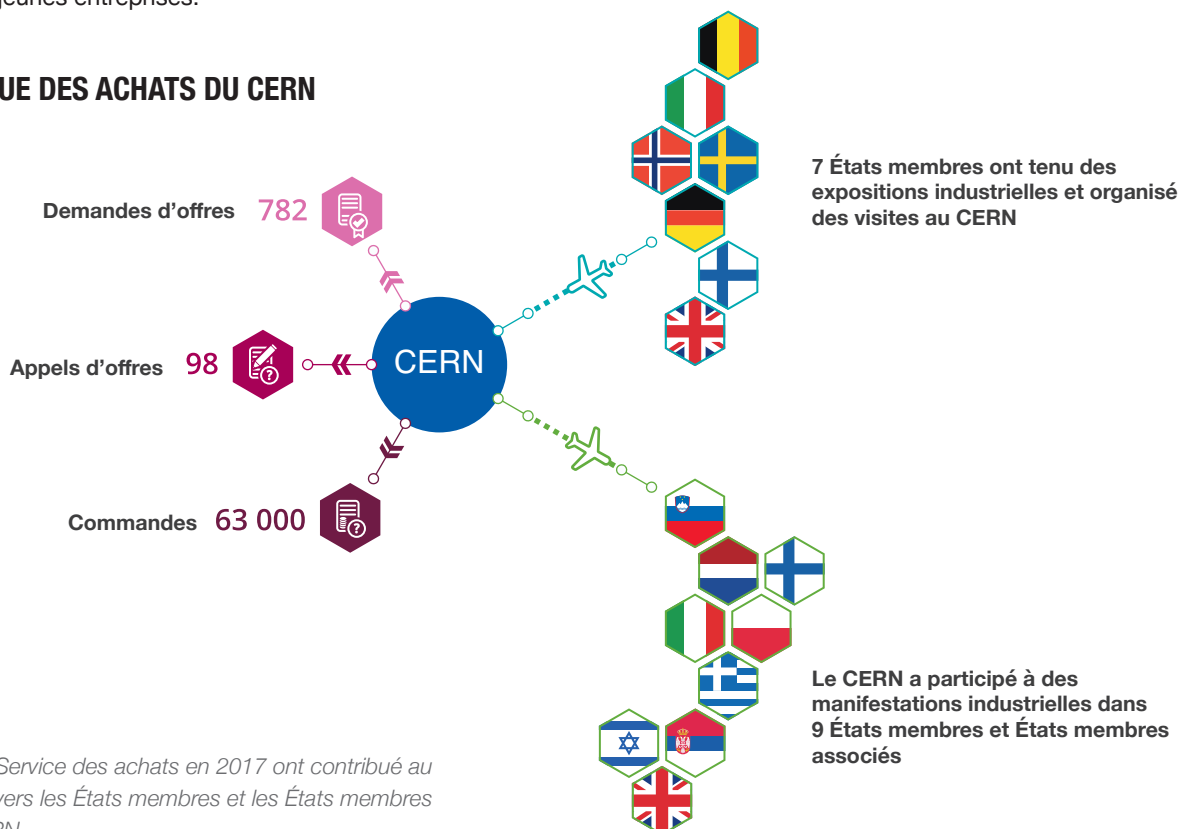 jeunes entreprises.
UE DES ACHATS DU CERN
Demandes d'offres 782
Appels d'offres 98
Commandes 63 000
CERN
7 États membres ont tenu des
expositions industrielles et organisé
des visites au CERN
Le CERN a participé à des
manifestations industrielles dans
9 États membres et États membres
associés
Service des achats en 2017 ont contribué au
vers les États membres et les États membres